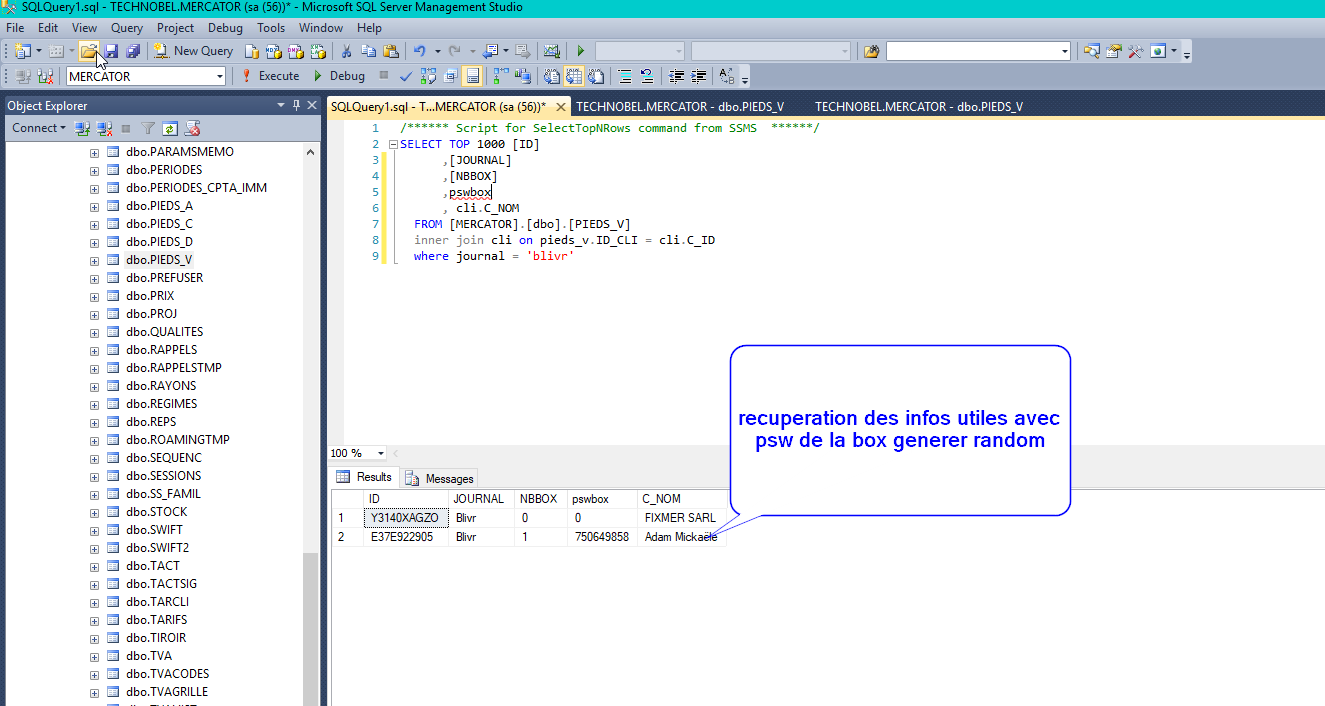 SQLQuery1.sql - TECHNOBEL.MERCATOR (sa (56))* - Microsoft SQL Server Management Studio
File Edit View Query Project Debug Tools Window Help
New Query
MERCATOR Execute Debug
Object Explorer
Connect
dbo.PARAMSMEMO
dbo.PERIODES
dbo.PERIODES_CPTA_IMM
dbo.PIEDS_A
dbo.PIEDS_C
dbo.PIEDS_D
dbo.PIEDS_V
dbo.PREFUSER
dbo.PRIX
dbo.PROJ
dbo.QUALITES
dbo.RAPPELS
dbo.RAPPELSTMP
dbo.RAYONS
dbo.REGIMES
dbo.REPS
dbo.ROAMINGTMP
dbo.SEQUENC
dbo.SESSIONS
dbo.SS_FAMIL
dbo.STOCK
dbo.SWIFT
dbo.SWIFT2
dbo.TACT
dbo.TACTSIG
dbo.TARCLI
dbo.TARIFS
dbo.TIROIR
dbo.TVA
dbo.TVACODES
dbo.TVAGRILLE
SQLQuery1.sql - T...MERCATOR (sa (56))* TECHNOBEL.MERCATOR - dbo.PIEDS_V TECHNOBEL.MERCATOR - dbo.PIEDS_V
1 /****** Script for SelectTopNRows command from SSMS ******/
2 SELECT TOP 1000 [ID]
3 ,[JOURNAL]
4 ,[NBBOX]
5 ,pswbox
6 , cli.C_NOM
7 FROM [MERCATOR].[dbo].[PIEDS_V]
8 inner join cli on pieds_v.ID_CLI = cli.C_ID
9 where journal = 'blivr'
recuperation des infos utiles avec
psw de la box generer random
100 %
Results Messages
ID JOURNAL NBBOX pswbox C_NOM
1 Y3140XAGZO Blivr 0 0 FIXMER SARL
2 E37E922905 Blivr 1 750649858 Adam Mickaële